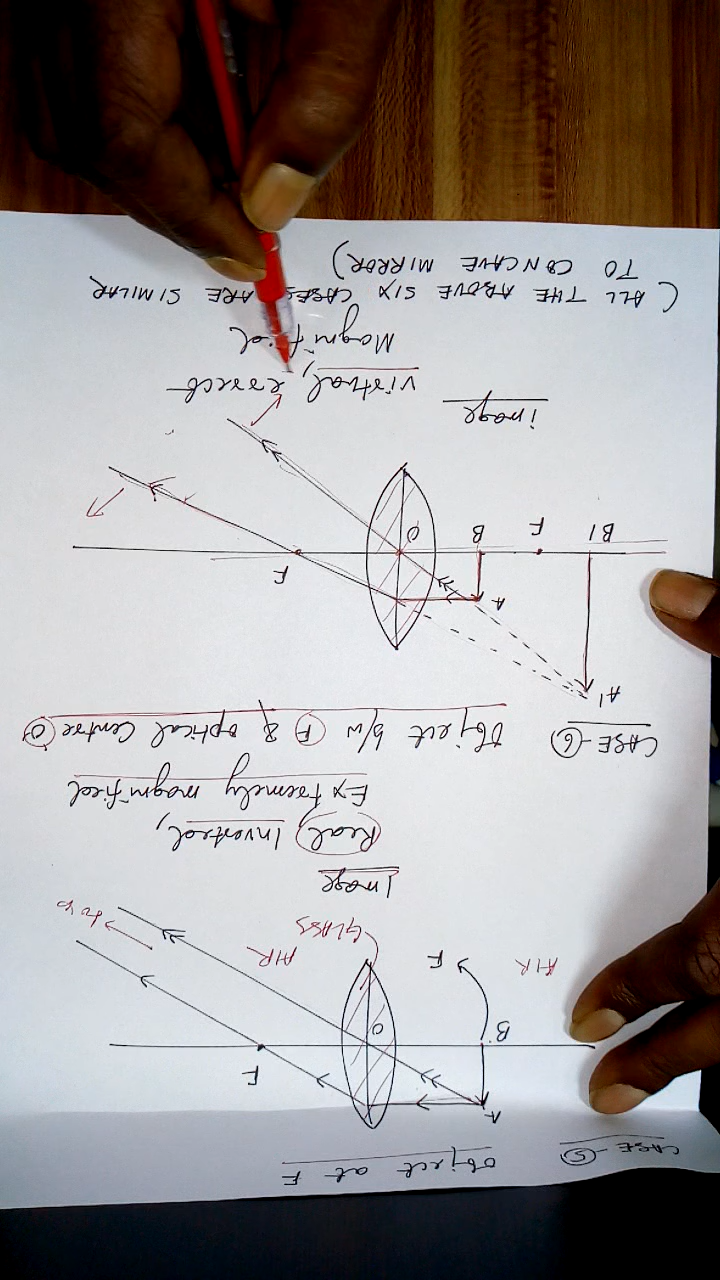 CASE-5 Object at F
A
F
O
B
AIR
F
AIR
GLASS
to ∞
Image
Real, Inverted,
Extremely magnified
CASE-6 Object b/w F & optical Centre O
A'
A
F
B1 F B O
image
virtual, erect
Magnified
(ALL THE ABOVE SIX CASES ARE SIMILAR
TO CONCAVE MIRROR)